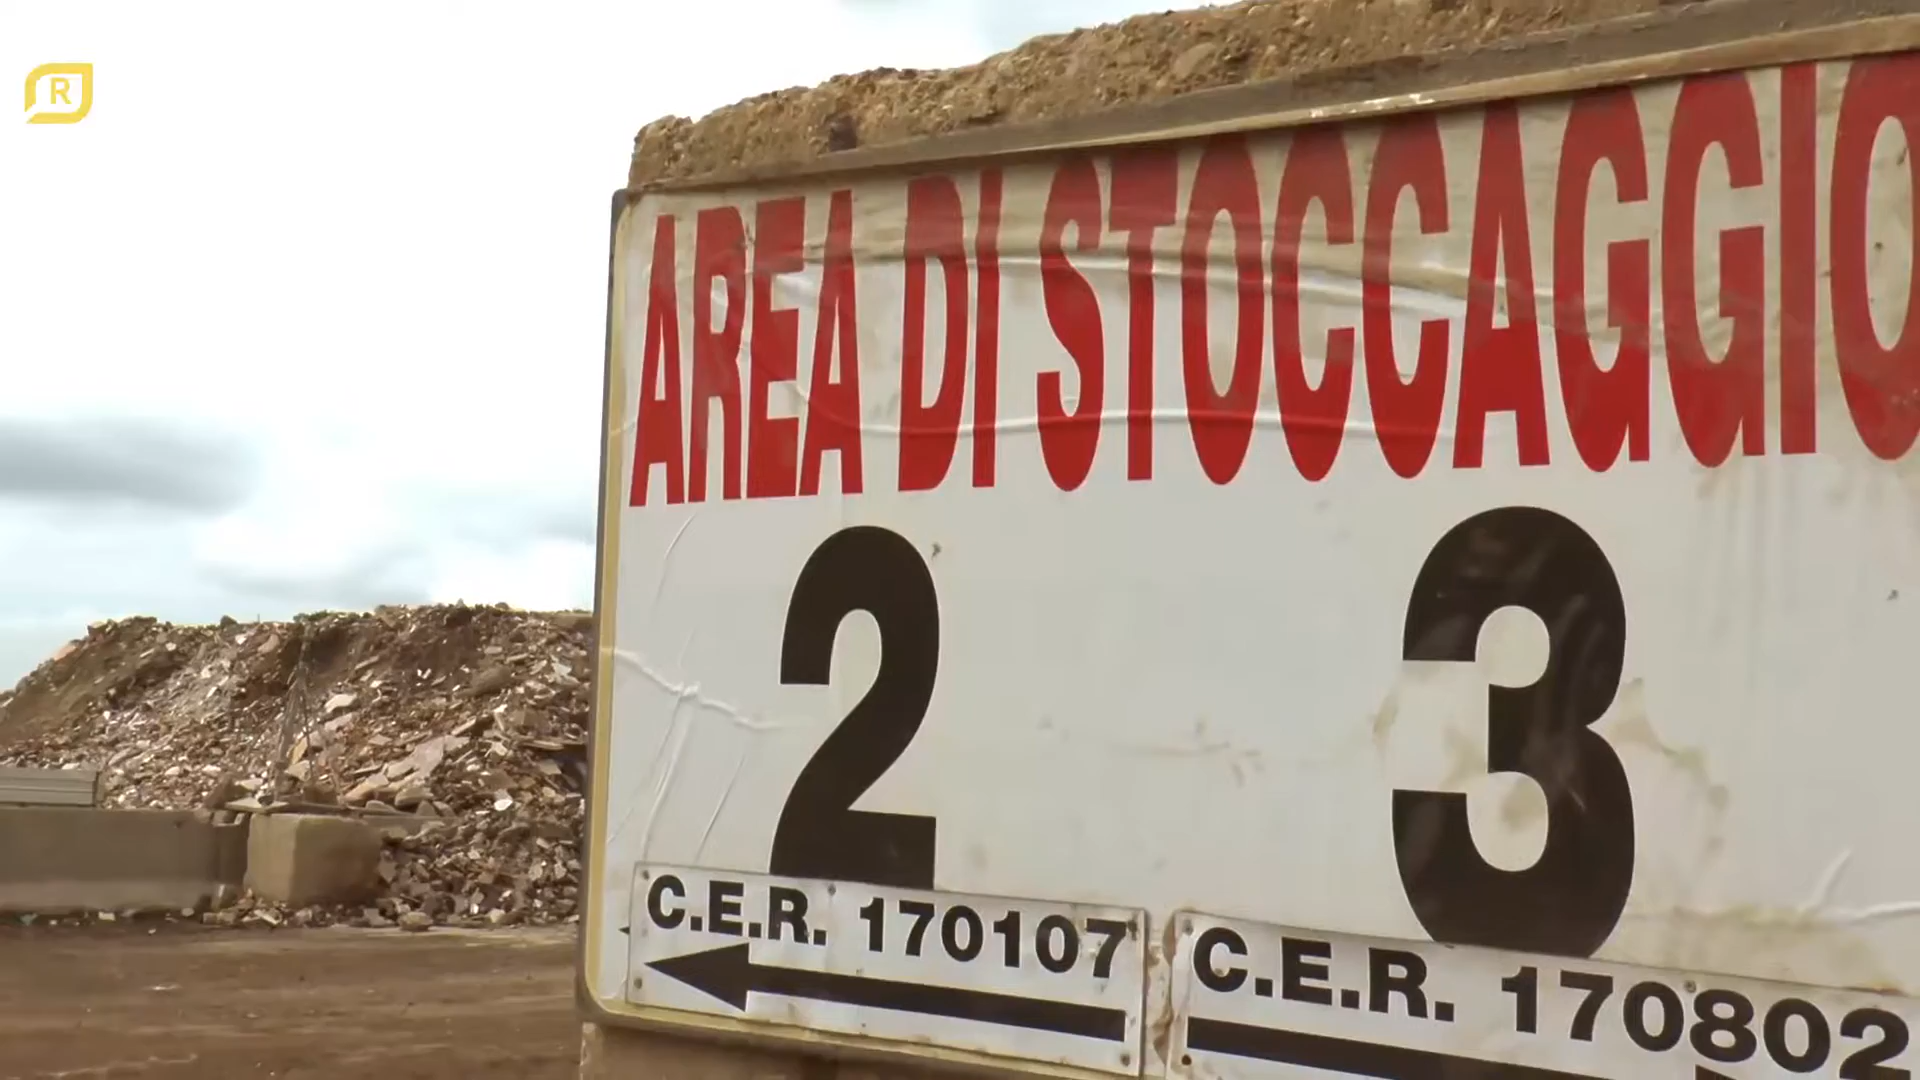 R
AREA DI STOCCAGGIO
2 3
C.E.R. 170107 C.E.R. 170802